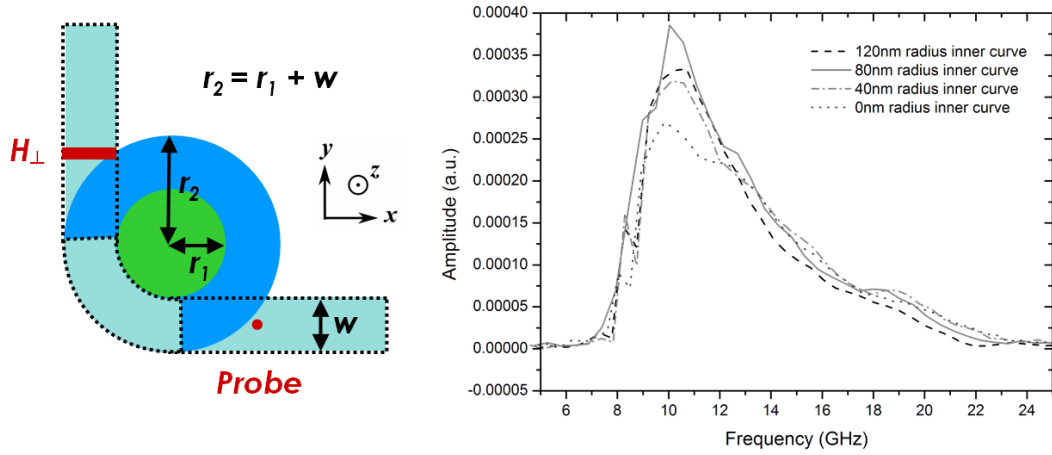 r2 = r1 + w
H⊥
r2
r1
y
z
x
w
Probe
0.00040
0.00035
0.00030
0.00025
0.00020
0.00015
0.00010
0.00005
0.00000
-0.00005
Amplitude (a.u.)
120nm radius inner curve
80nm radius inner curve
40nm radius inner curve
0nm radius inner curve
6 8 10 12 14 16 18 20 22 24
Frequency (GHz)